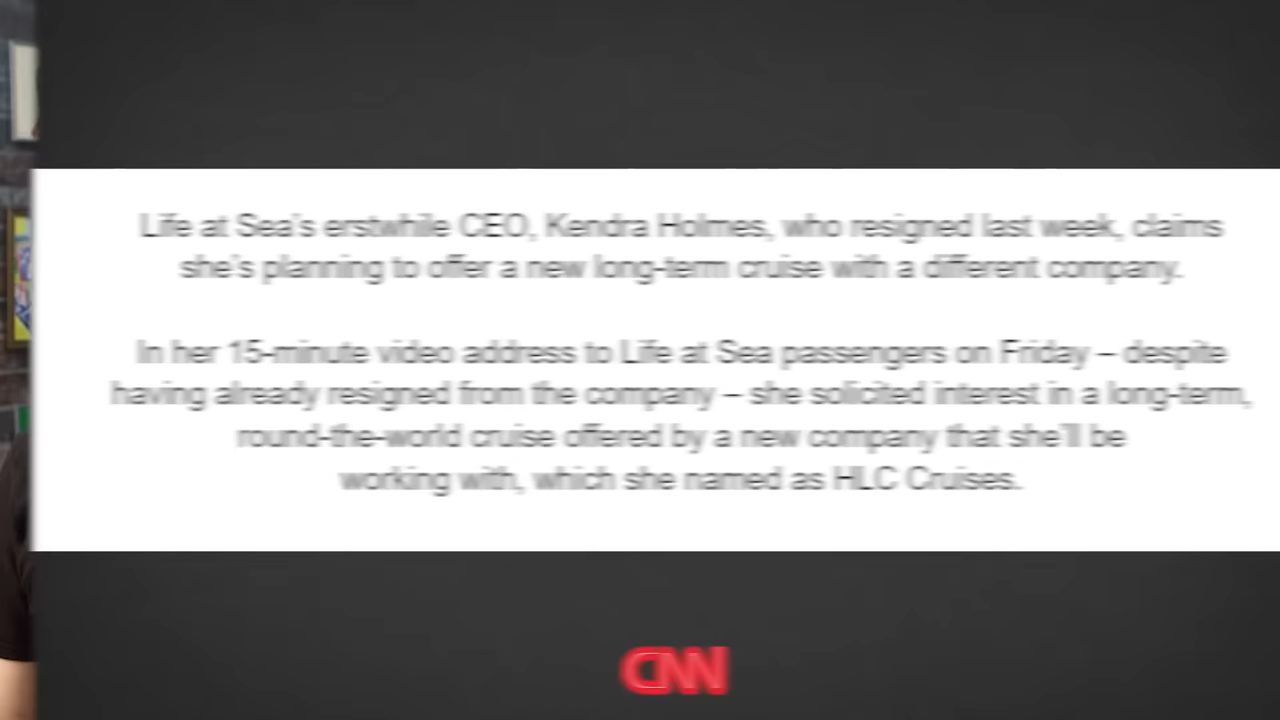 Life at Sea's erstwhile CEO, Kendra Holmes, who resigned last week, claims
she's planning to offer a new long-term cruise with a different company.
In her 15-minute video address to Life at Sea passengers on Friday – despite
having already resigned from the company – she solicited interest in a long-term,
round-the-world cruise offered by a new company that she'll be
working with, which she named as HLC Cruises.
CNN